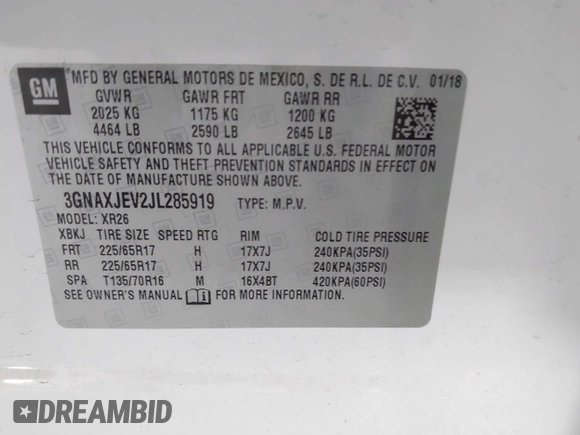 GM
MFD BY GENERAL MOTORS DE MEXICO, S. DE R.L. DE C.V. 01/18
GVWR GAWR FRT GAWR RR
2025 KG 1175 KG 1200 KG
4464 LB 2590 LB 2645 LB
THIS VEHICLE CONFORMS TO ALL APPLICABLE U.S. FEDERAL MOTOR
VEHICLE SAFETY AND THEFT PREVENTION STANDARDS IN EFFECT ON
THE DATE OF MANUFACTURE SHOWN ABOVE.
3GNAXJEV2JL285919 TYPE: M.P.V.
MODEL: XR26
XBKJ TIRE SIZE SPEED RTG RIM COLD TIRE PRESSURE
FRT 225/65R17 H 17X7J 240KPA(35PSI)
RR 225/65R17 H 17X7J 240KPA(35PSI)
SPA T135/70R16 M 16X4BT 420KPA(60PSI)
SEE OWNER'S MANUAL i FOR MORE INFORMATION.
DREAMBID